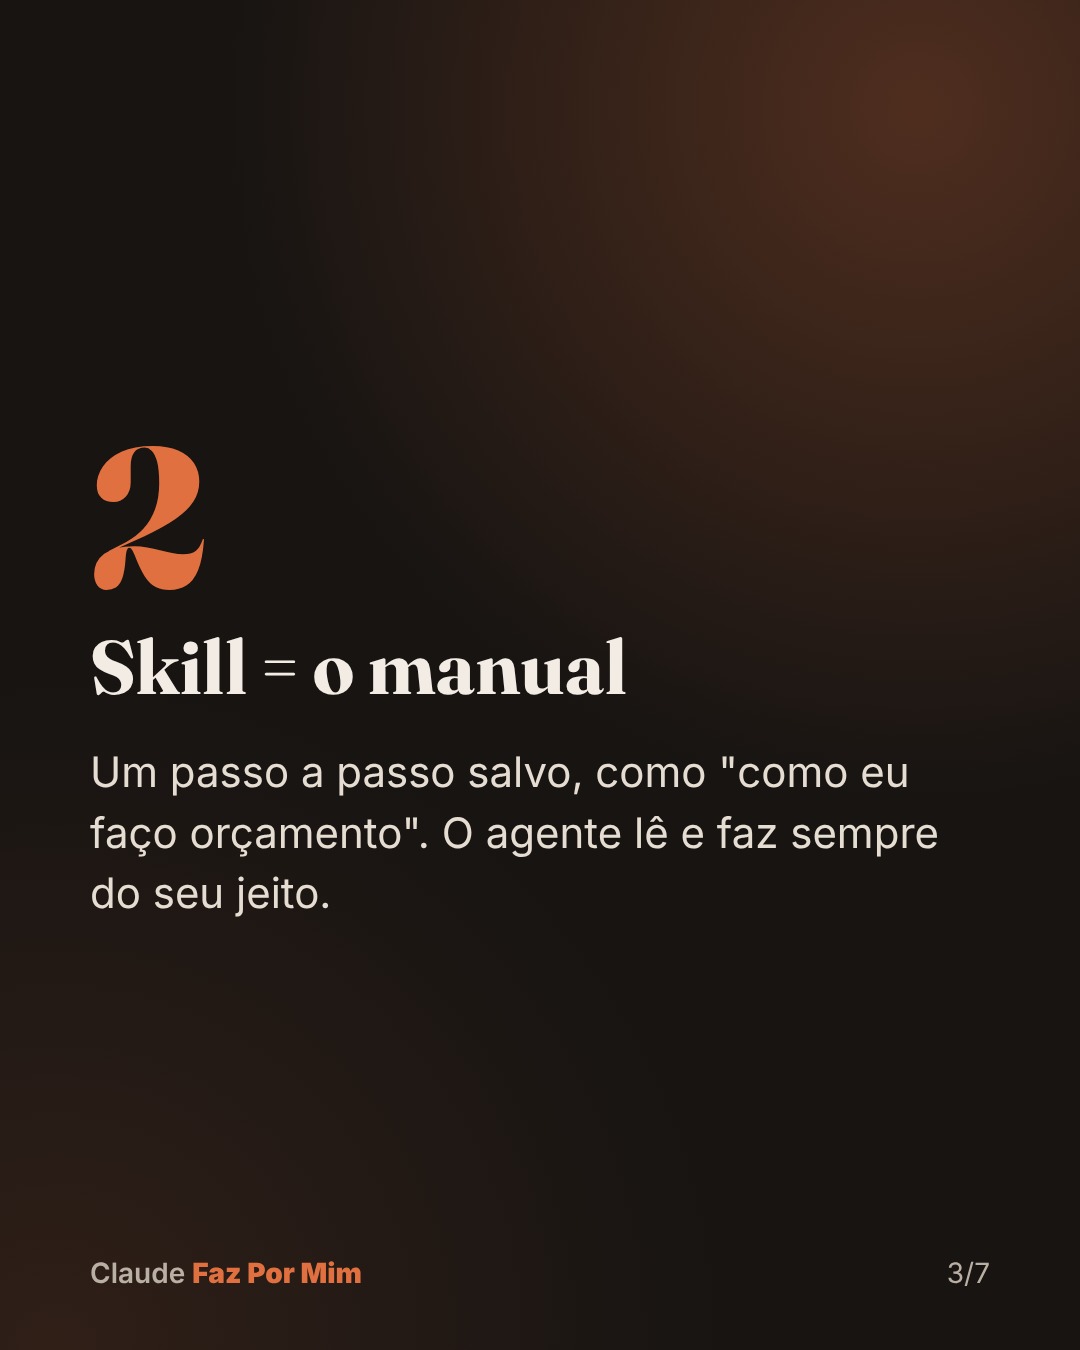 2
Skill = o manual
Um passo a passo salvo, como "como eu
faço orçamento". O agente lê e faz sempre
do seu jeito.
Claude Faz Por Mim
3/7